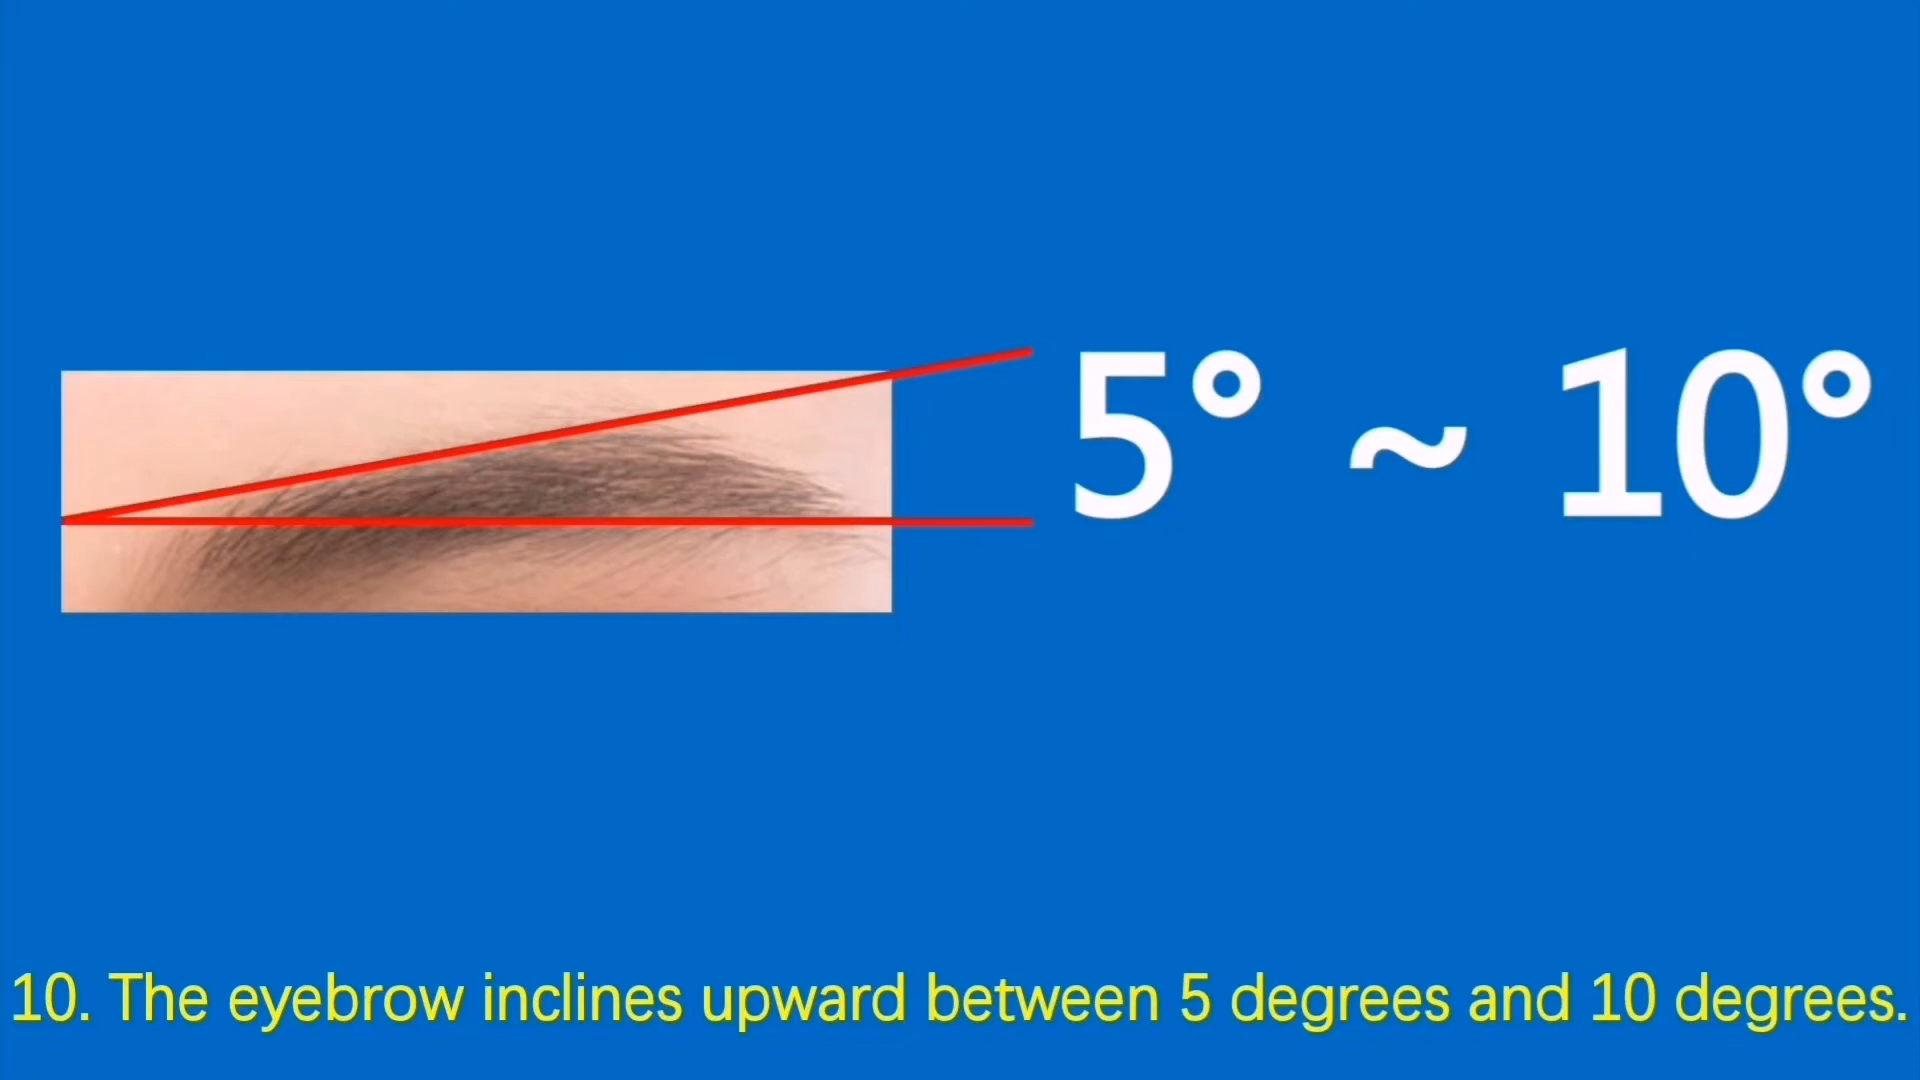 5° ~ 10°
10. The eyebrow inclines upward between 5 degrees and 10 degrees.